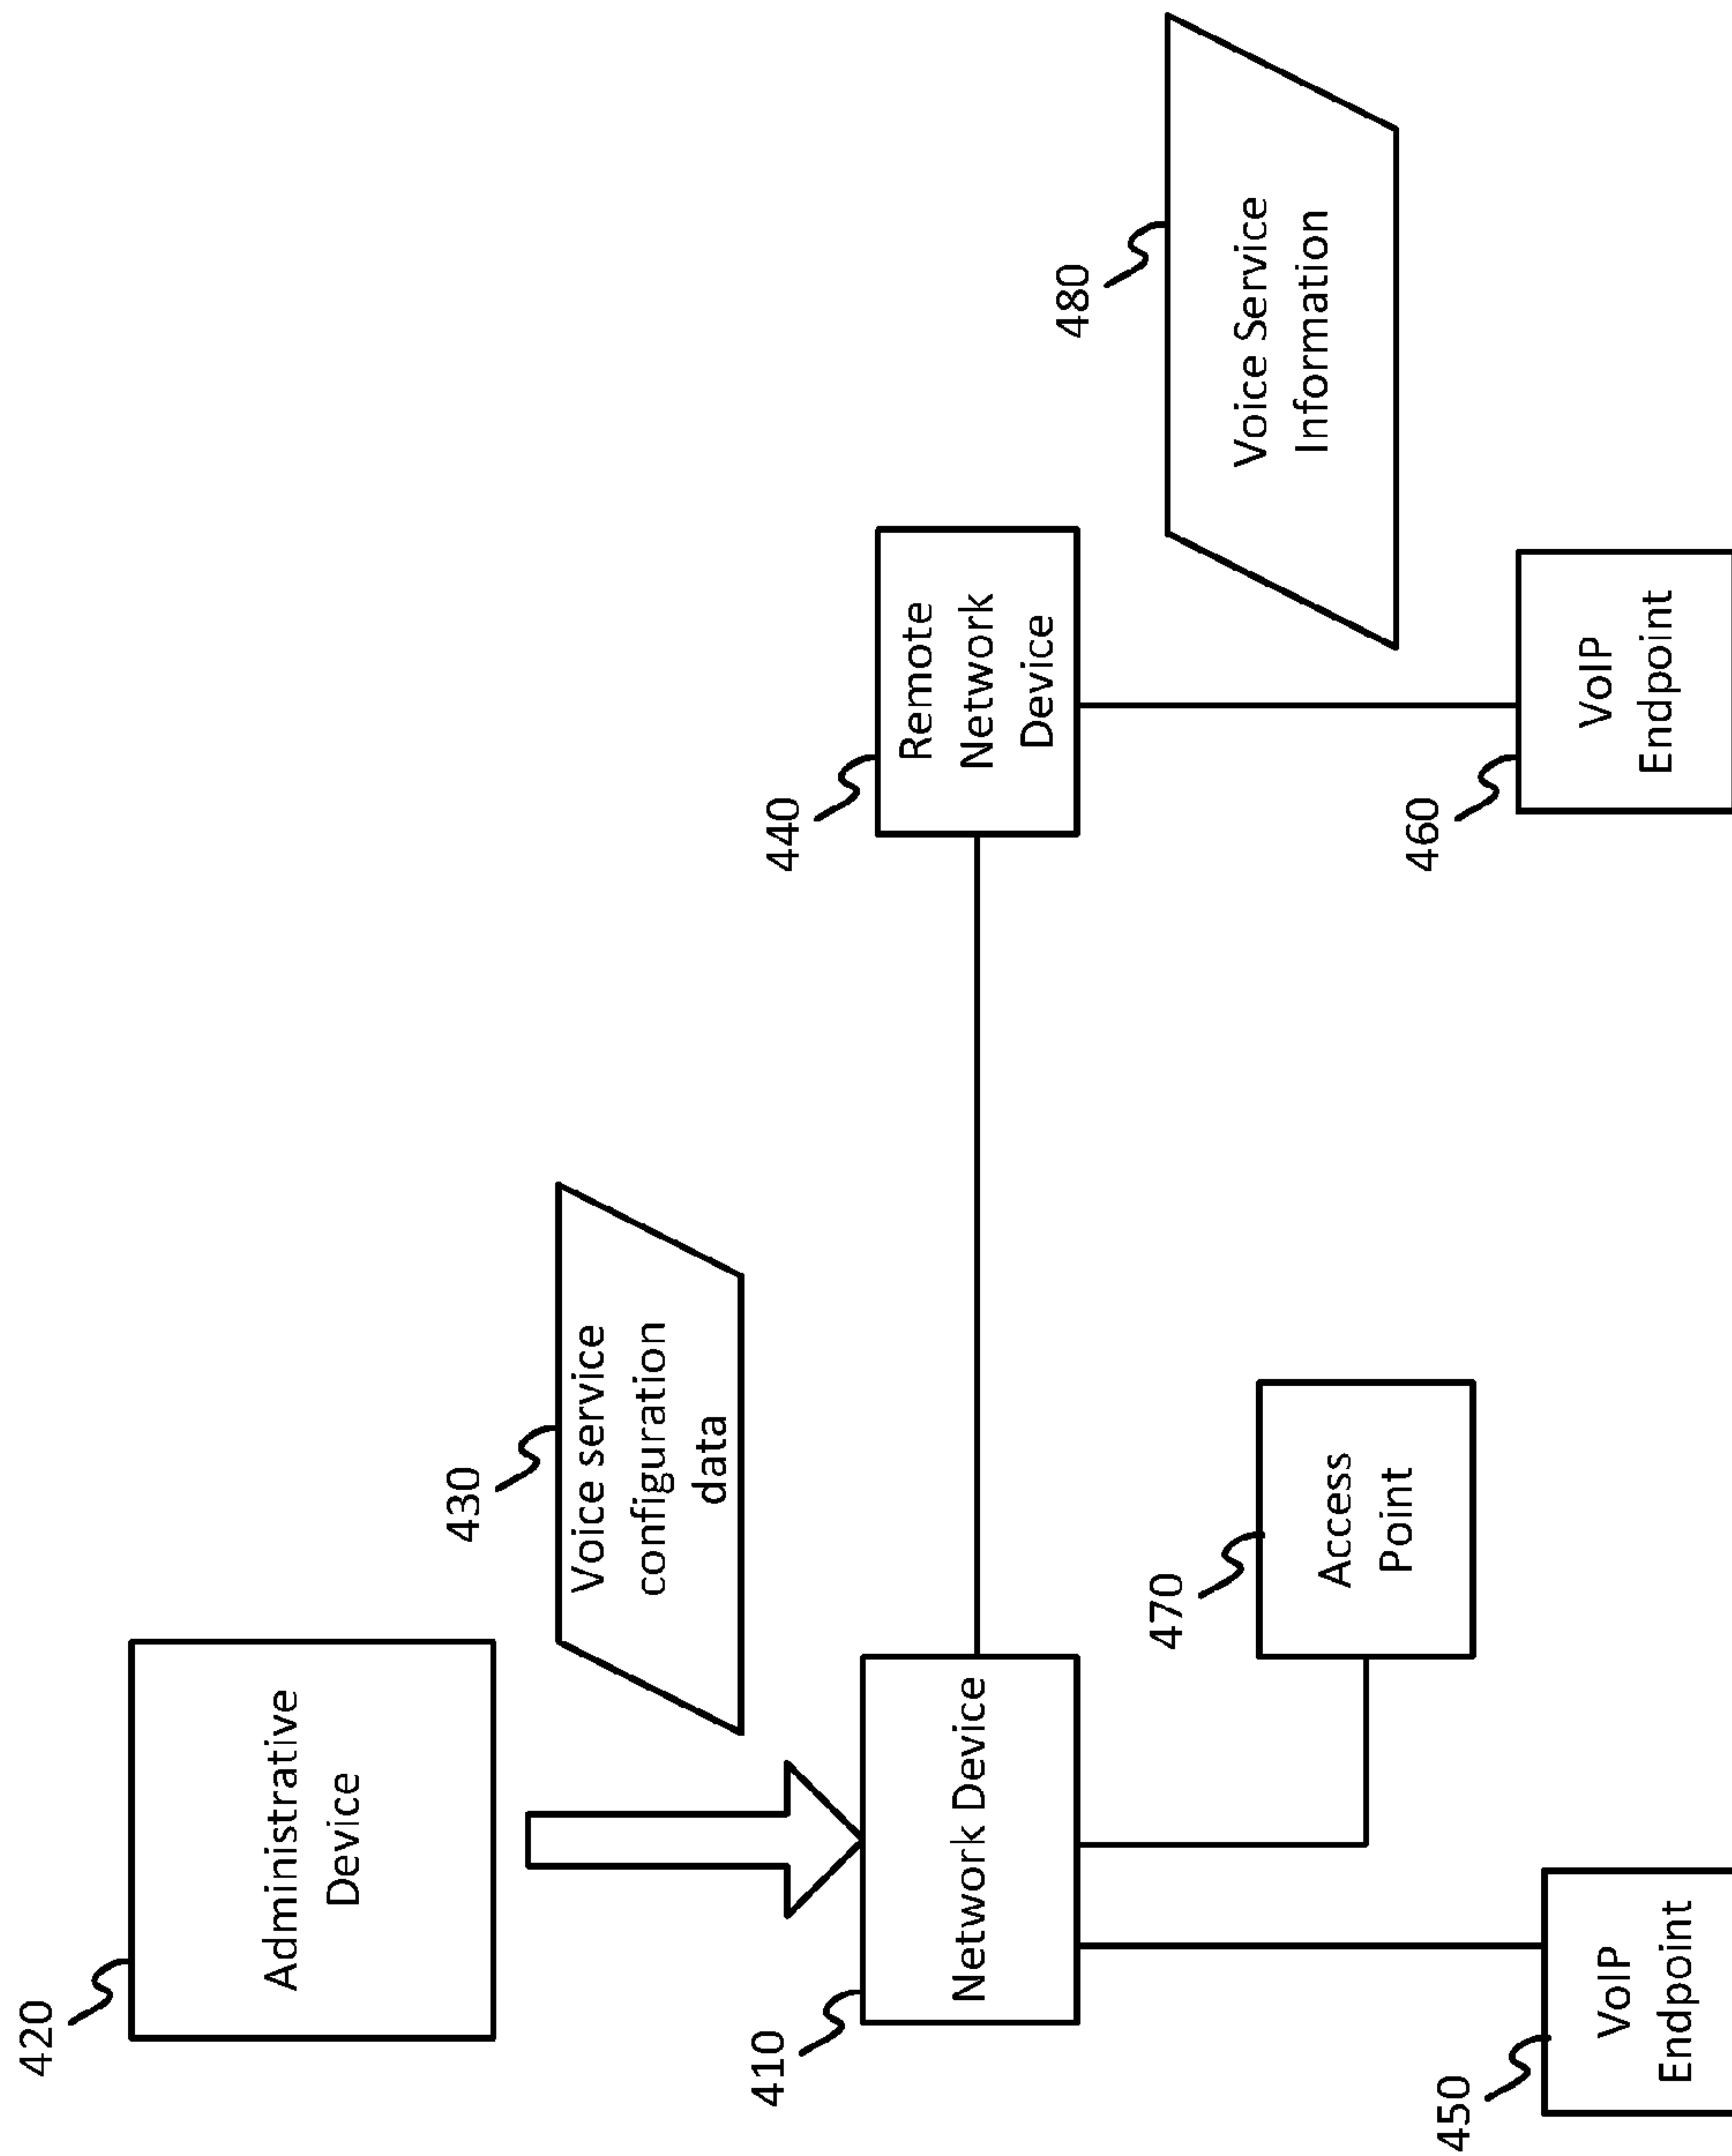 420
Administrative
Device
430
Voice service
configuration
data
410
Network Device
440
Remote
Network
Device
470
Access
Point
480
Voice Service
Information
450
VoIP
Endpoint
460
VoIP
Endpoint